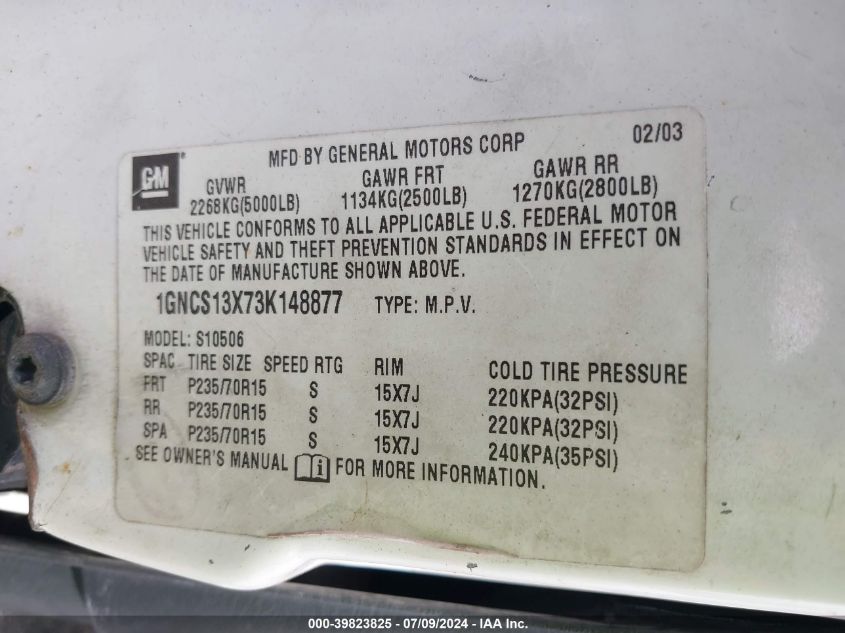 GM
MFD BY GENERAL MOTORS CORP 02/03
GVWR GAWR FRT GAWR RR
2268KG(5000LB) 1134KG(2500LB) 1270KG(2800LB)
THIS VEHICLE CONFORMS TO ALL APPLICABLE U.S. FEDERAL MOTOR
VEHICLE SAFETY AND THEFT PREVENTION STANDARDS IN EFFECT ON
THE DATE OF MANUFACTURE SHOWN ABOVE.
1GNCS13X73K148877 TYPE: M.P.V.
MODEL: S10506
SPAC TIRE SIZE SPEED RTG RIM COLD TIRE PRESSURE
FRT P235/70R15 S 15X7J 220KPA(32PSI)
RR P235/70R15 S 15X7J 220KPA(32PSI)
SPA P235/70R15 S 15X7J 240KPA(35PSI)
SEE OWNER'S MANUAL i FOR MORE INFORMATION.
000-39823825 - 07/09/2024 - IAAI.com